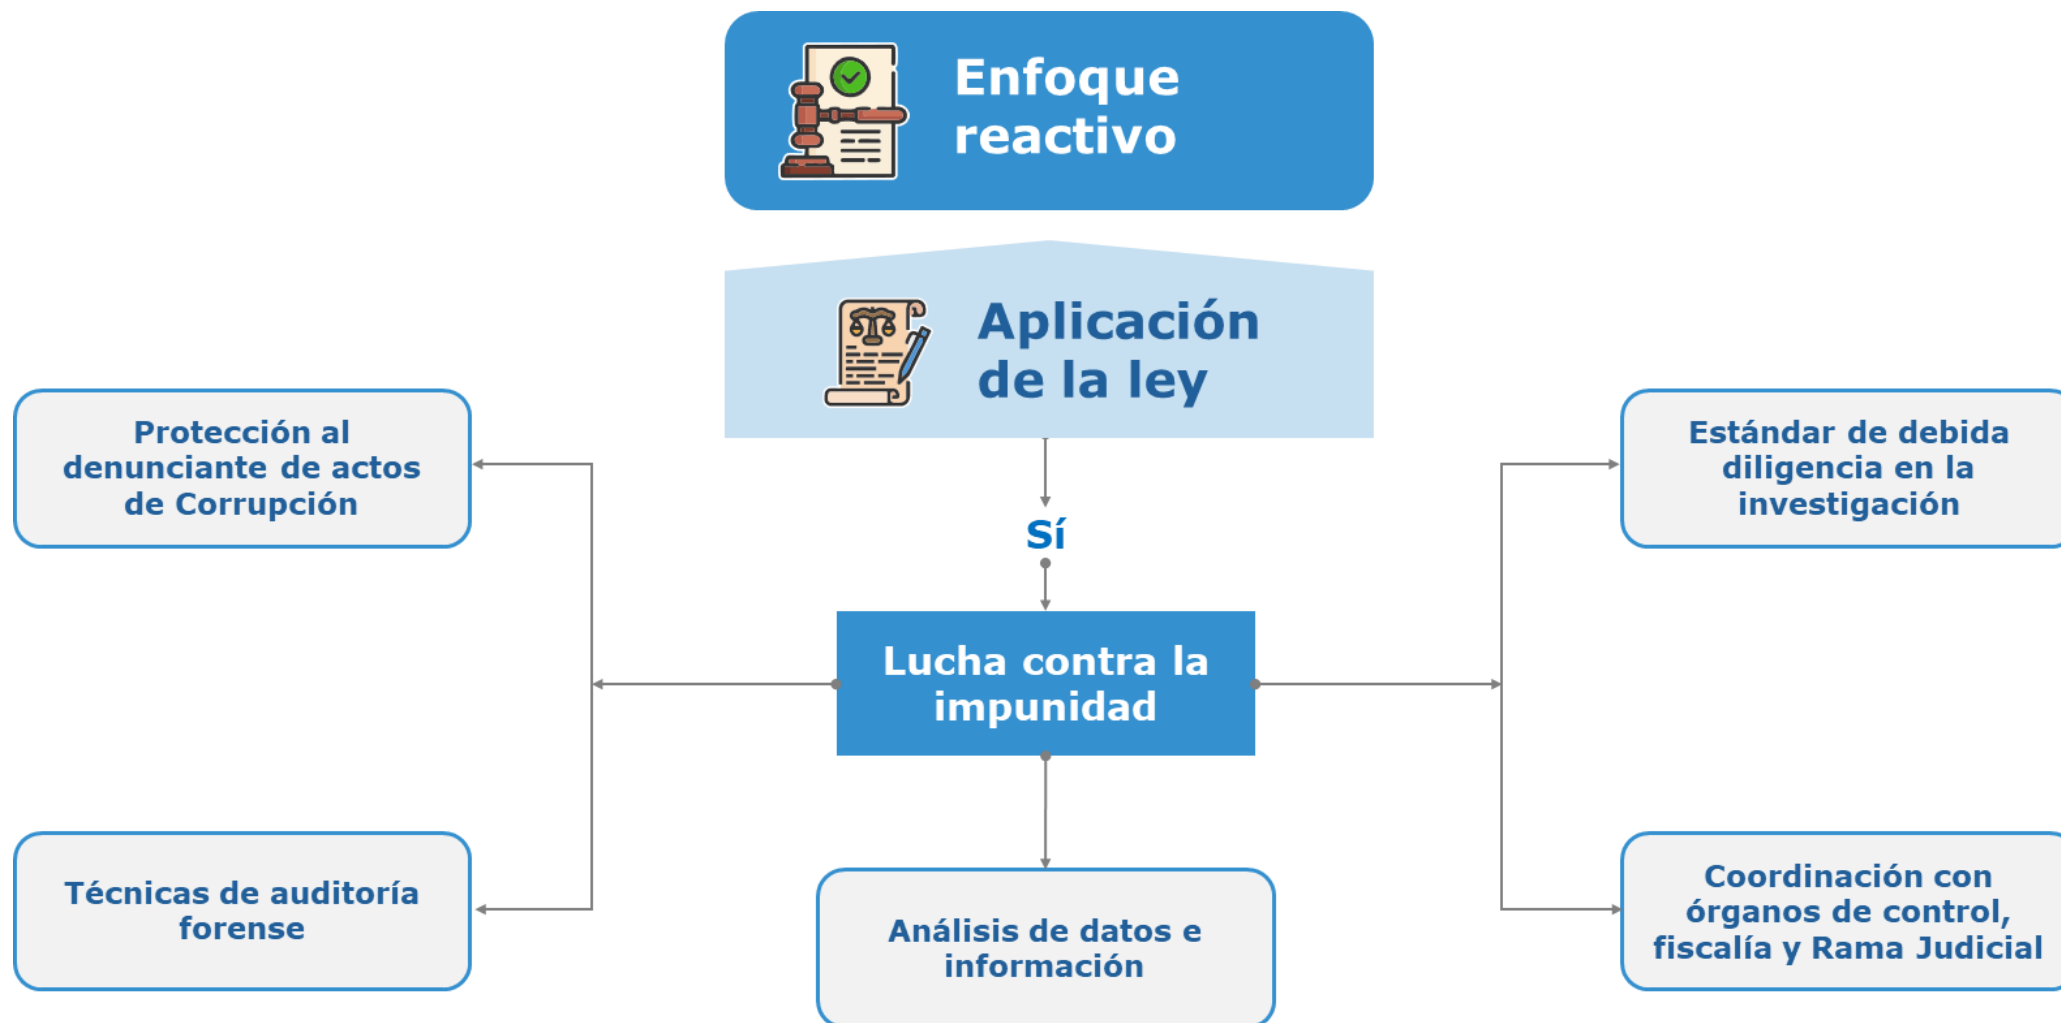 Enfoque
reactivo
Aplicación
de la ley
Protección al
denunciante de actos
de Corrupción
Estándar de debida
diligencia en la
investigación
Sí
Lucha contra la
impunidad
Técnicas de auditoría
forense
Análisis de datos e
información
Coordinación con
órganos de control,
fiscalía y Rama Judicial